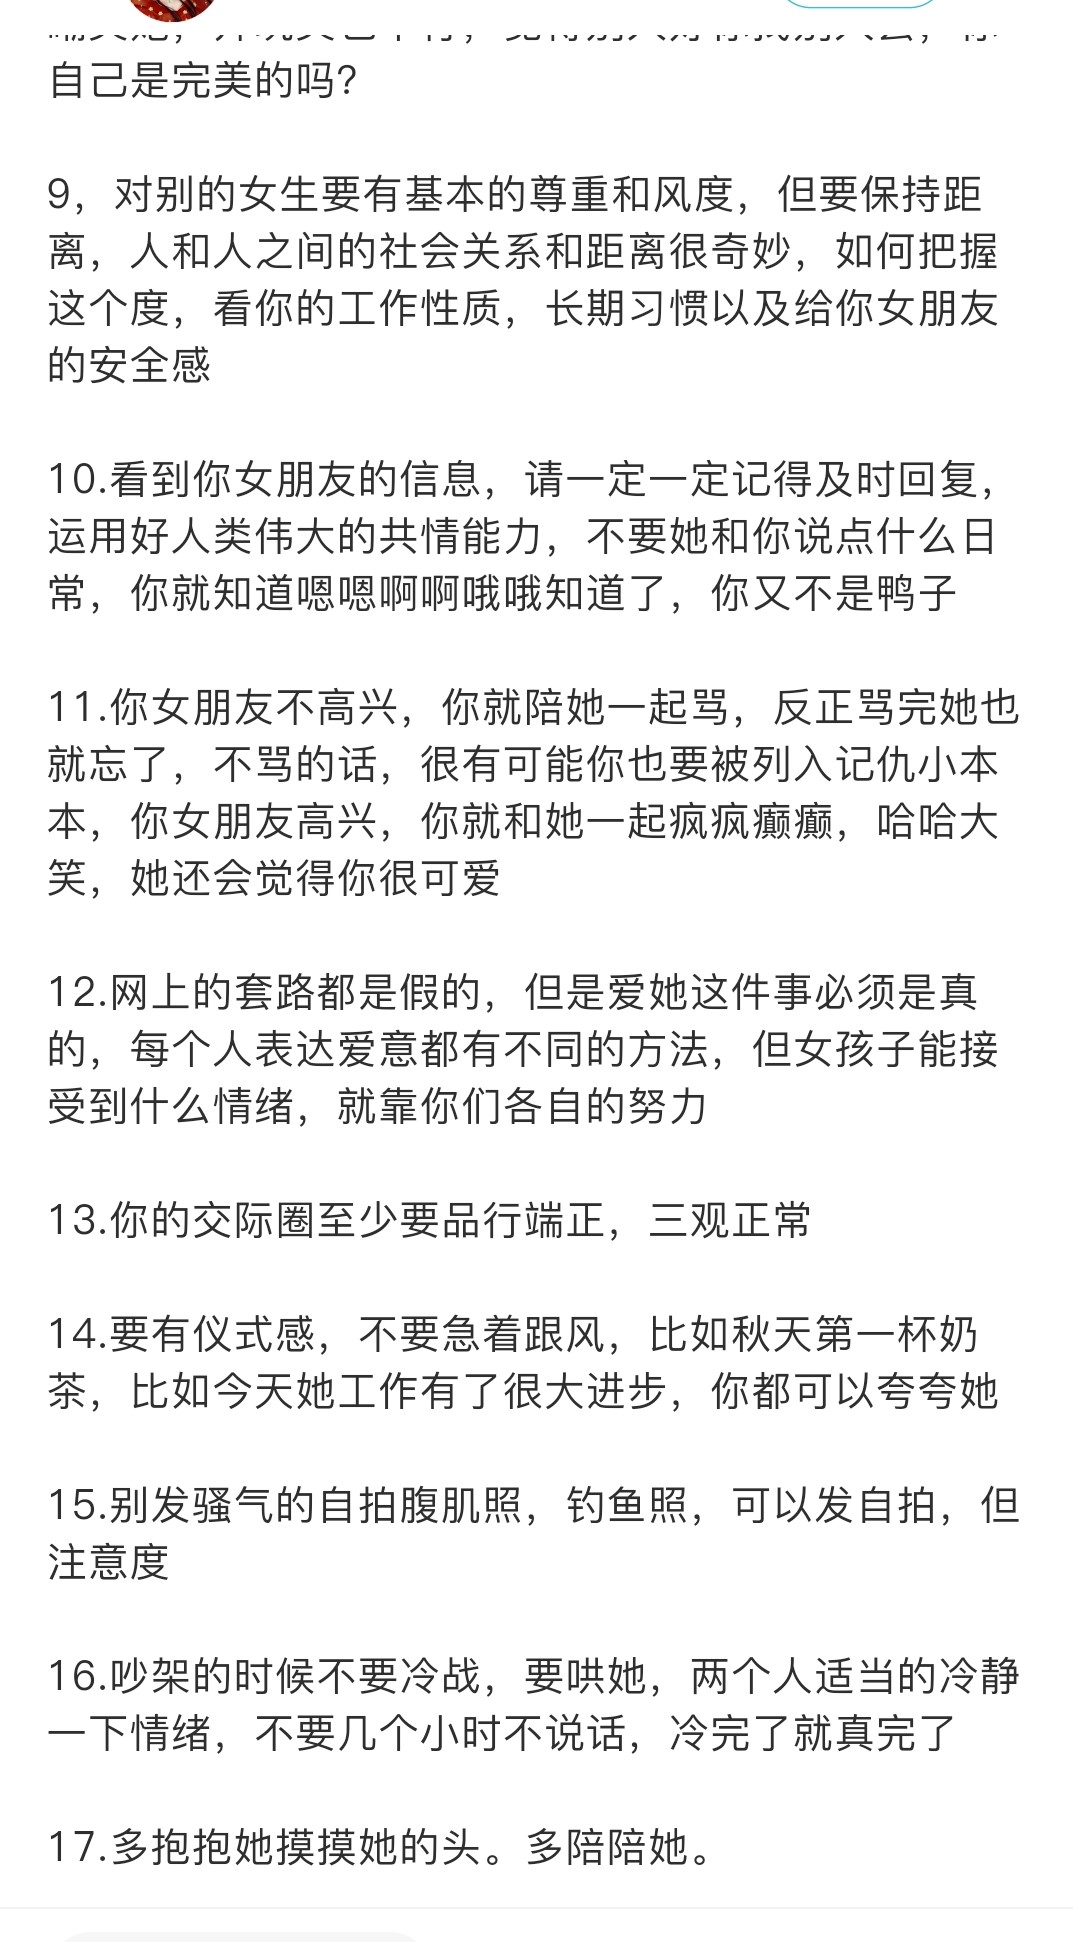 自己是完美的吗？
9，对别的女生要有基本的尊重和风度，但要保持距
离，人和人之间的社会关系和距离很奇妙，如何把握
这个度，看你的工作性质，长期习惯以及给你女朋友
的安全感
10.看到你女朋友的信息，请一定一定记得及时回复，
运用好人类伟大的共情能力，不要她和你说点什么日
常，你就知道嗯嗯啊啊哦哦知道了，你又不是鸭子
11.你女朋友不高兴，你就陪她一起骂，反正骂完她也
就忘了，不骂的话，很有可能你也要被列入记仇小本
本，你女朋友高兴，你就和她一起疯疯癫癫，哈哈大
笑，她还会觉得你很可爱
12.网上的套路都是假的，但是爱她这件事必须是真
的，每个人表达爱意都有不同的方法，但女孩子能接
受到什么情绪，就靠你们各自的努力
13.你的交际圈至少要品行端正，三观正常
14.要有仪式感，不要急着跟风，比如秋天第一杯奶
茶，比如今天她工作有了很大进步，你都可以夸夸她
15.别发骚气的自拍腹肌照，钓鱼照，可以发自拍，但
注意度
16.吵架的时候不要冷战，要哄她，两个人适当的冷静
一下情绪，不要几个小时不说话，冷完了就真完了
17.多抱抱她摸摸她的头。多陪陪她。